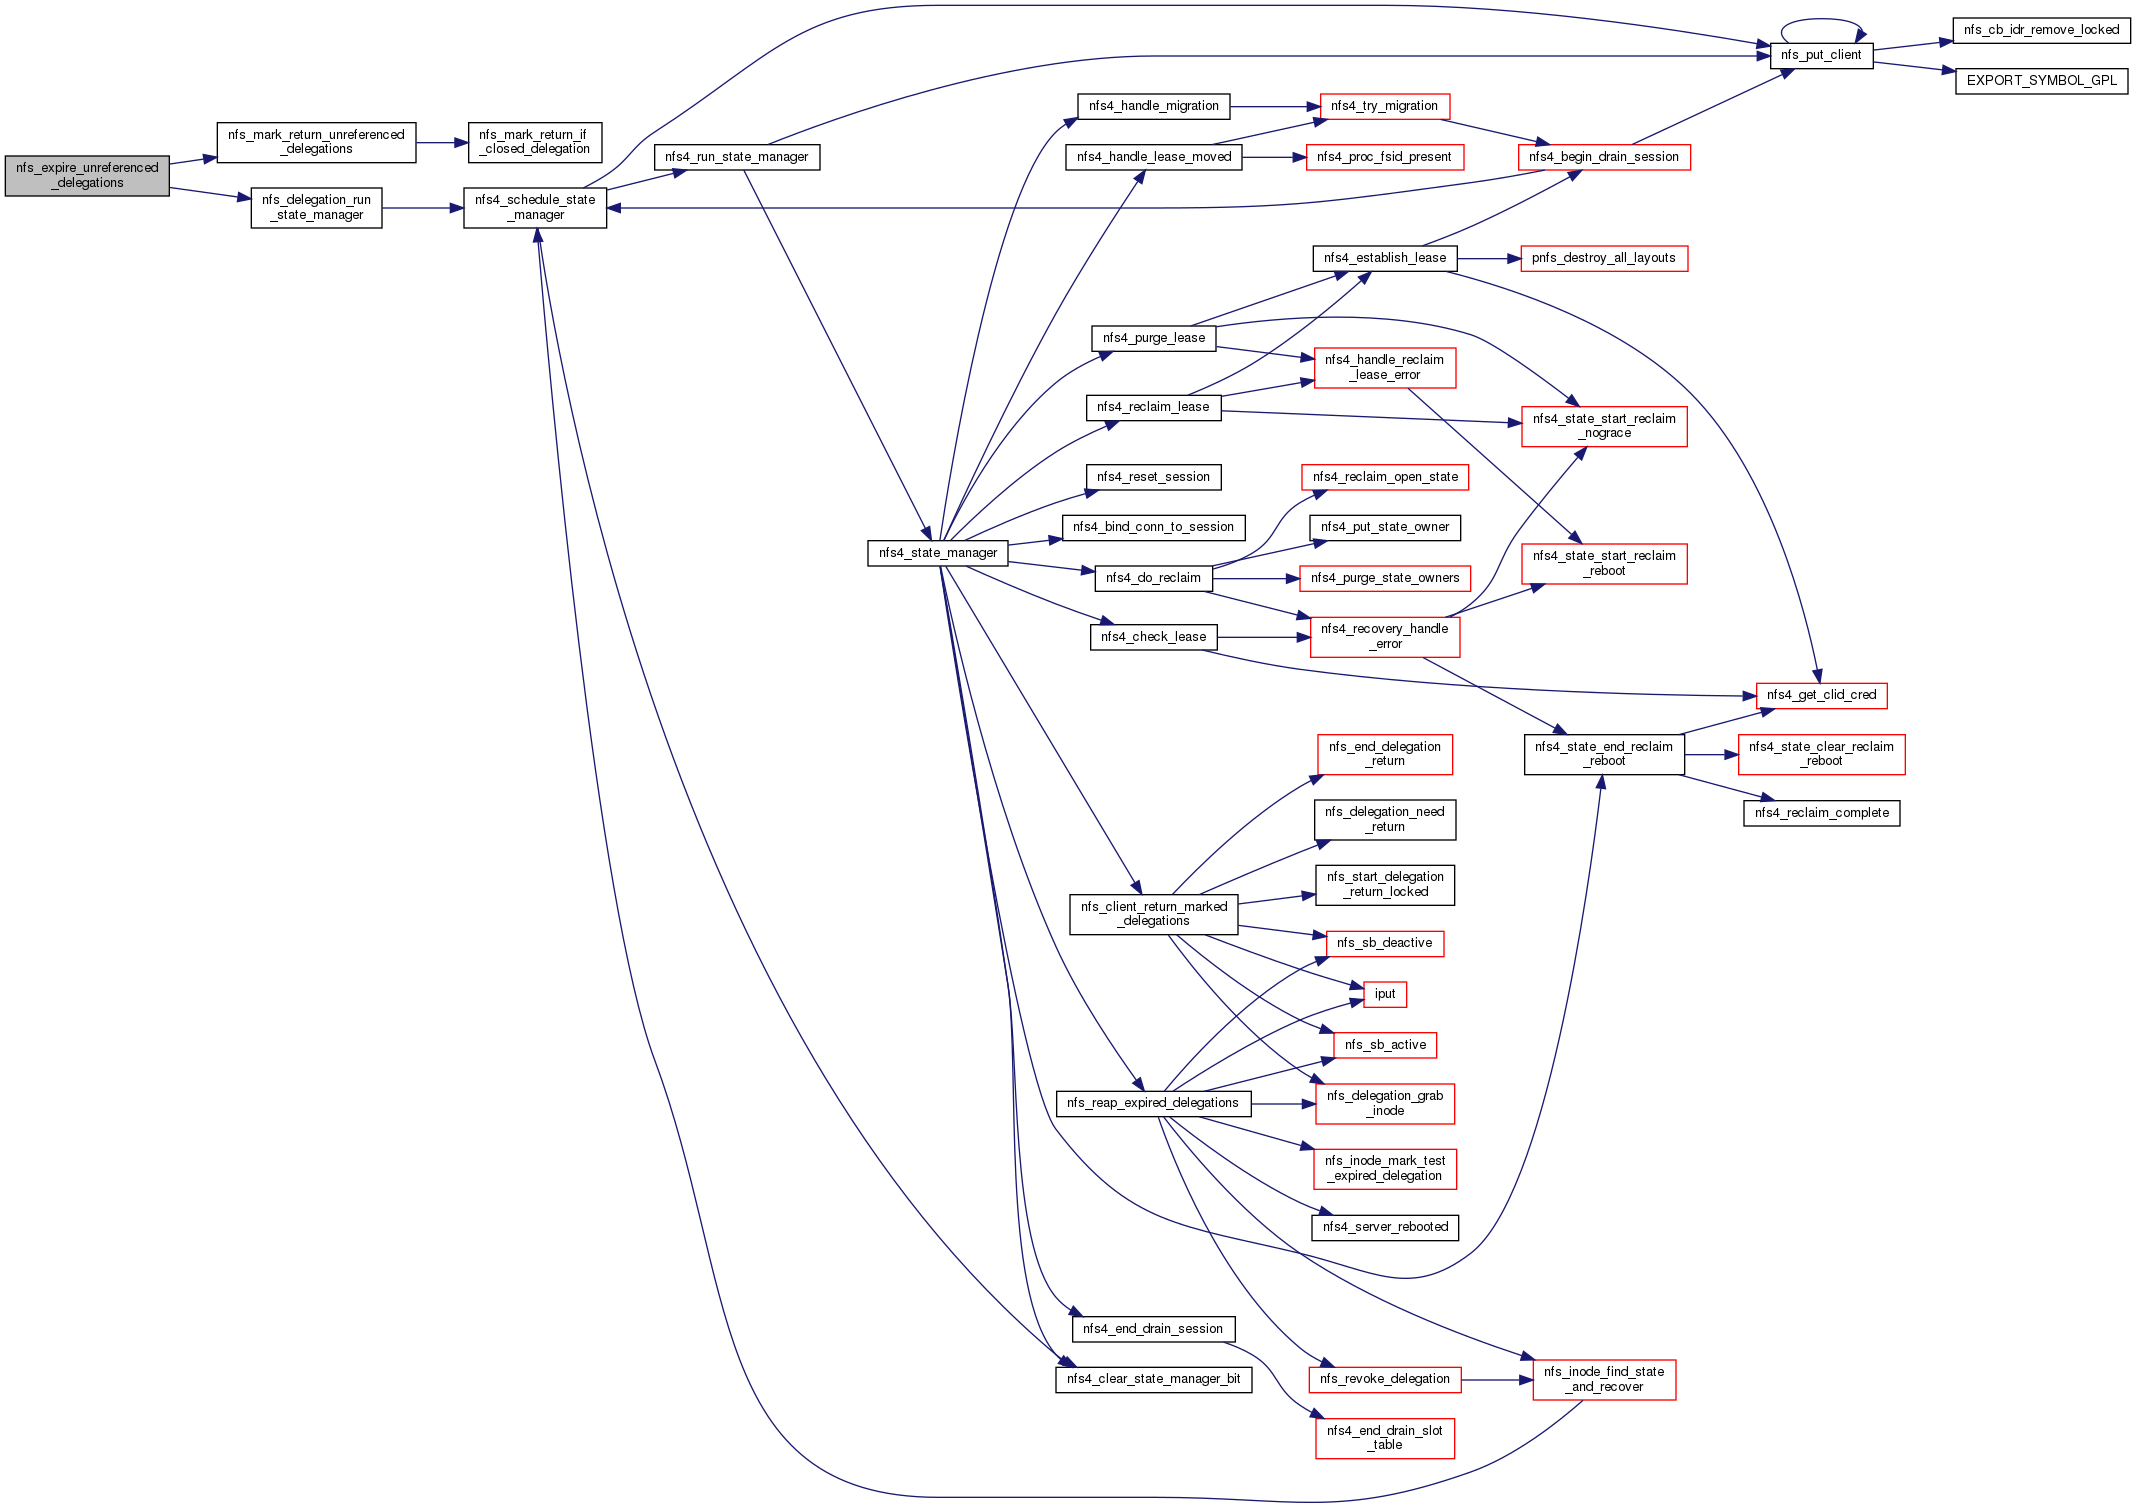 nfs_expire_unreferenced
_delegations
nfs_mark_return_unreferenced
_delegations
nfs_delegation_run
_state_manager
nfs_mark_return_if
_closed_delegation
nfs4_schedule_state
_manager
nfs4_run_state_manager
nfs4_state_manager
nfs4_handle_migration
nfs4_handle_lease_moved
nfs4_purge_lease
nfs4_reclaim_lease
nfs4_reset_session
nfs4_bind_conn_to_session
nfs4_do_reclaim
nfs4_check_lease
nfs_client_return_marked
_delegations
nfs_reap_expired_delegations
nfs4_end_drain_session
nfs4_clear_state_manager_bit
nfs4_try_migration
nfs4_proc_fsid_present
nfs4_establish_lease
nfs4_handle_reclaim
_lease_error
nfs4_reclaim_open_state
nfs4_put_state_owner
nfs4_purge_state_owners
nfs4_recovery_handle
_error
nfs_end_delegation
_return
nfs_delegation_need
_return
nfs_start_delegation
_return_locked
nfs_sb_deactive
iput
nfs_sb_active
nfs_delegation_grab
_inode
nfs_inode_mark_test
_expired_delegation
nfs4_server_rebooted
nfs_revoke_delegation
nfs4_end_drain_slot
_table
nfs4_begin_drain_session
pnfs_destroy_all_layouts
nfs4_state_start_reclaim
_nograce
nfs4_state_start_reclaim
_reboot
nfs4_state_end_reclaim
_reboot
nfs_inode_find_state
_and_recover
nfs_put_client
nfs4_get_clid_cred
nfs4_state_clear_reclaim
_reboot
nfs4_reclaim_complete
nfs_cb_idr_remove_locked
EXPORT_SYMBOL_GPL